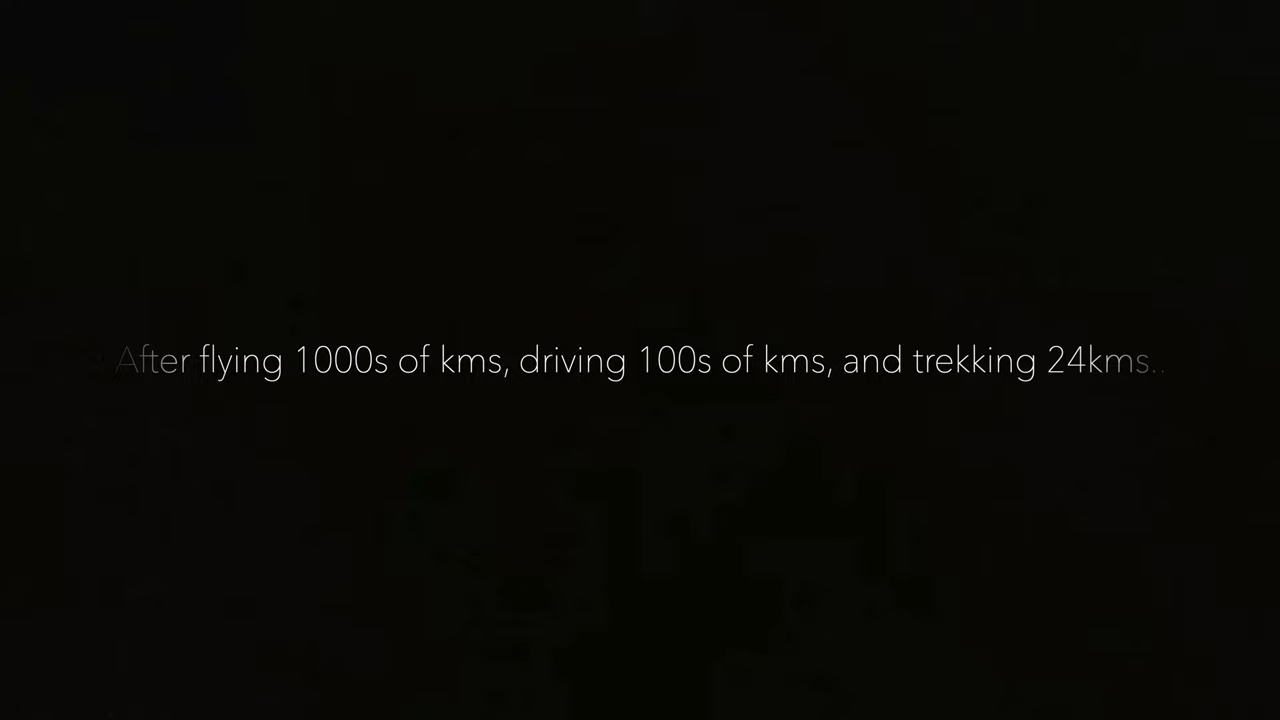 After flying 1000s of kms, driving 100s of kms, and trekking 24kms..